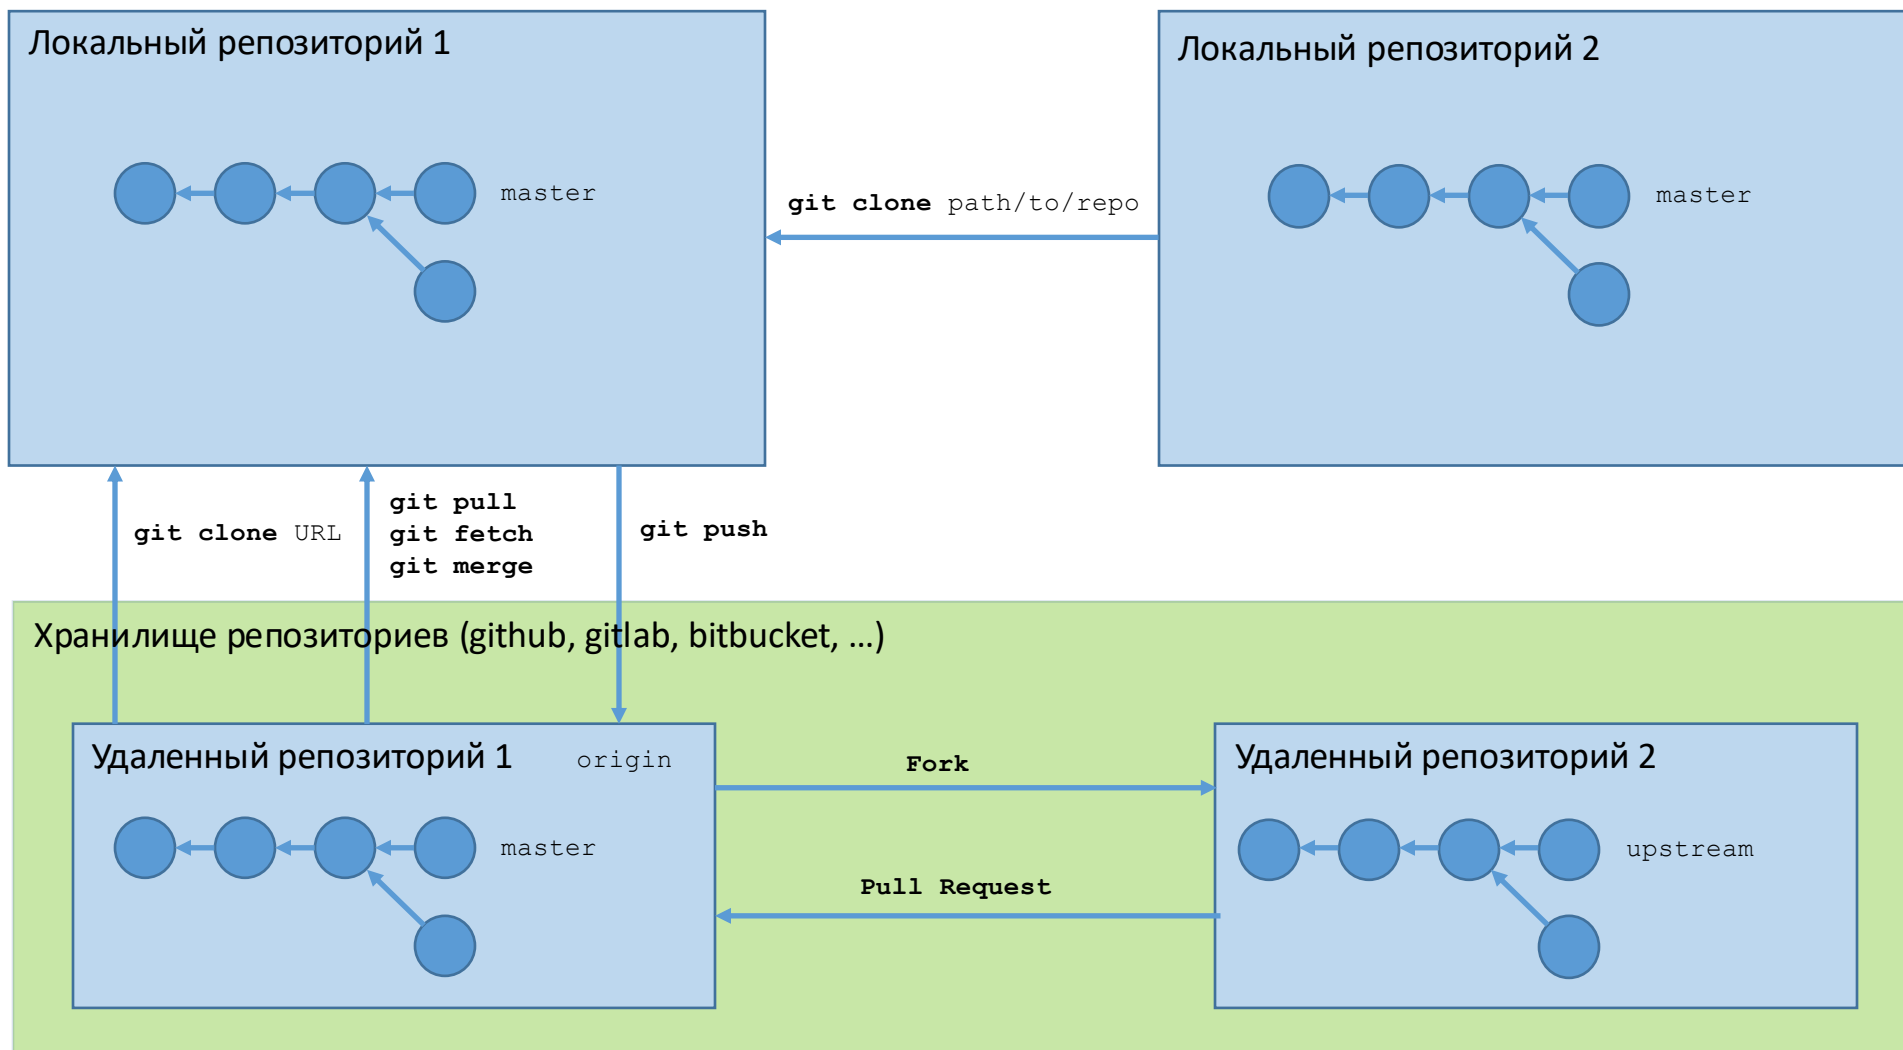 Локальный репозиторий 1
Локальный репозиторий 2
master
git clone path/to/repo
master
git clone URL
git pull
git fetch
git merge
git push
Хранилище репозиториев (github, gitlab, bitbucket, ...)
Удаленный репозиторий 1 origin
Fork
Удаленный репозиторий 2
master
Pull Request
upstream